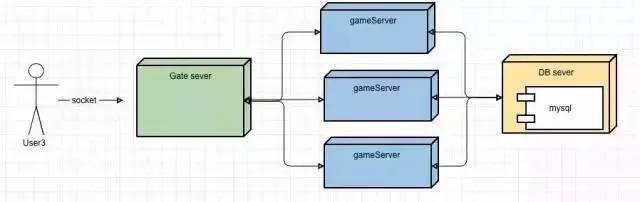 gameServer
Gate sever
DB sever
socket
gameServer
mysql
User3
gameServer